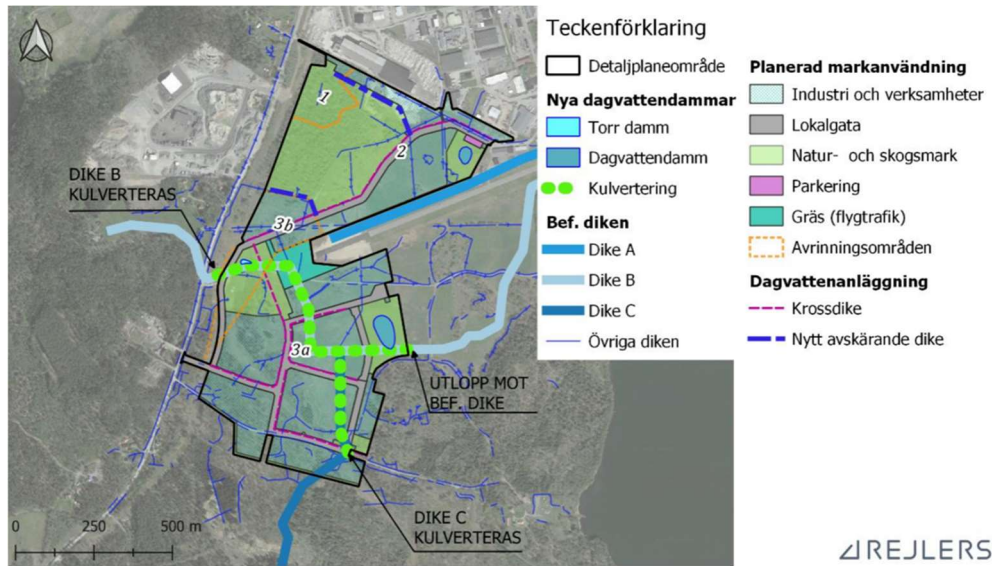 Teckenförklaring
Detaljplaneområde
Nya dagvattendammar
Torr damm
Dagvattendamm
Kulvertering
Bef. diken
Dike A
Dike B
Dike C
Övriga diken
Planerad markanvändning
Industri och verksamheter
Lokalgata
Natur- och skogsmark
Parkering
Gräs (flygtrafik)
Avrinningsområden
Dagvattenanläggning
Krossdike
Nytt avskärande dike
1
2
DIKE B
KULVERTERAS
3b
3a
UTLOPP MOT
BEF. DIKE
DIKE C
KULVERTERAS
0 250 500 m
REJLERS